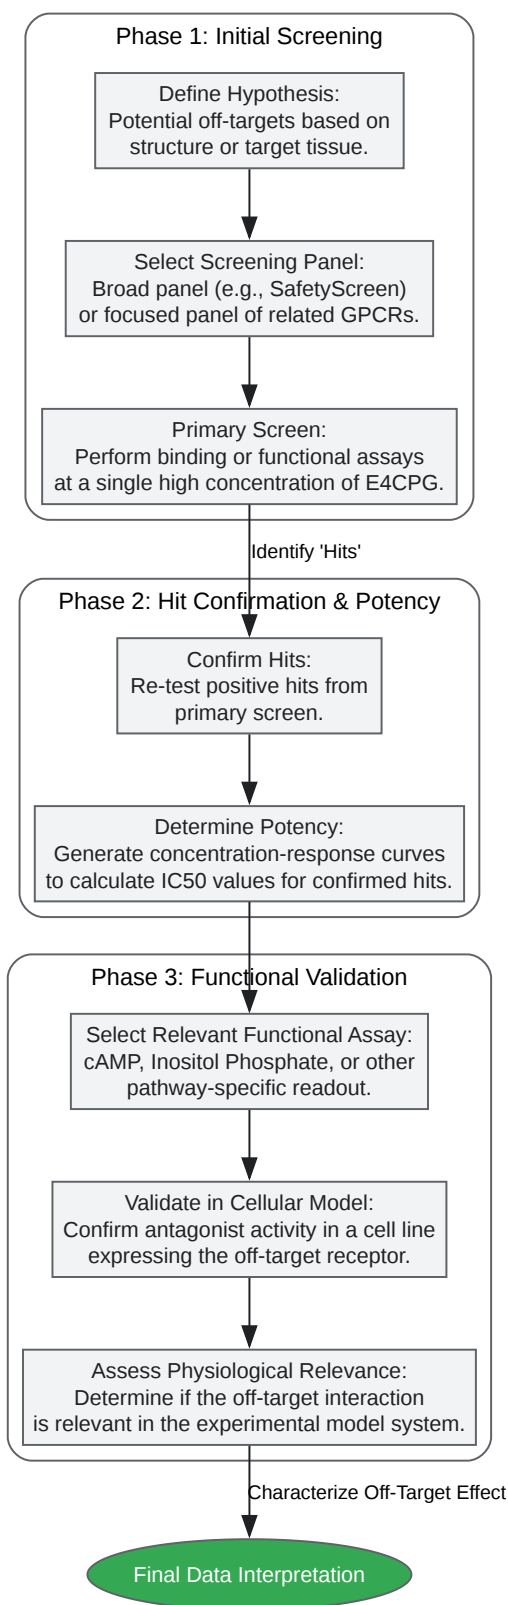 Phase 1: Initial Screening
Define Hypothesis:
Potential off-targets based on
structure or target tissue.
Select Screening Panel:
Broad panel (e.g., SafetyScreen)
or focused panel of related GPCRs.
Primary Screen:
Perform binding or functional assays
at a single high concentration of E4CPG.
Identify 'Hits'
Phase 2: Hit Confirmation & Potency
Confirm Hits:
Re-test positive hits from
primary screen.
Determine Potency:
Generate concentration-response curves
to calculate IC50 values for confirmed hits.
Phase 3: Functional Validation
Select Relevant Functional Assay:
cAMP, Inositol Phosphate, or other
pathway-specific readout.
Validate in Cellular Model:
Confirm antagonist activity in a cell line
expressing the off-target receptor.
Assess Physiological Relevance:
Determine if the off-target interaction
is relevant in the experimental model system.
Characterize Off-Target Effect
Final Data Interpretation